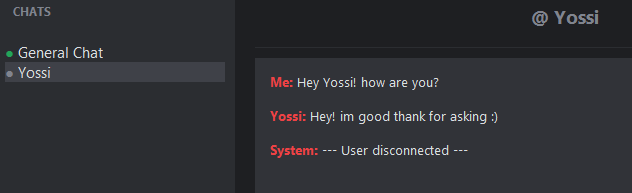 CHATS
General Chat
Yossi
@ Yossi
Me: Hey Yossi! how are you?
Yossi: Hey! im good thank for asking :)
System: --- User disconnected ---